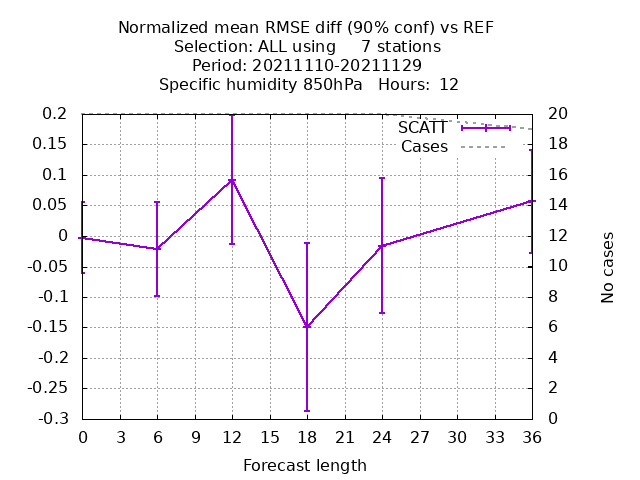 Normalized mean RMSE diff (90% conf) vs REF
Selection: ALL using     7 stations
Period: 20211110-20211129
Specific humidity 850hPa   Hours:  12
0.2
0.15
0.1
0.05
0
-0.05
-0.1
-0.15
-0.2
-0.25
-0.3
SCATT
Cases
20
18
16
14
12
10
8
6
4
2
0
No cases
0 3 6 9 12 15 18 21 24 27 30 33 36
Forecast length